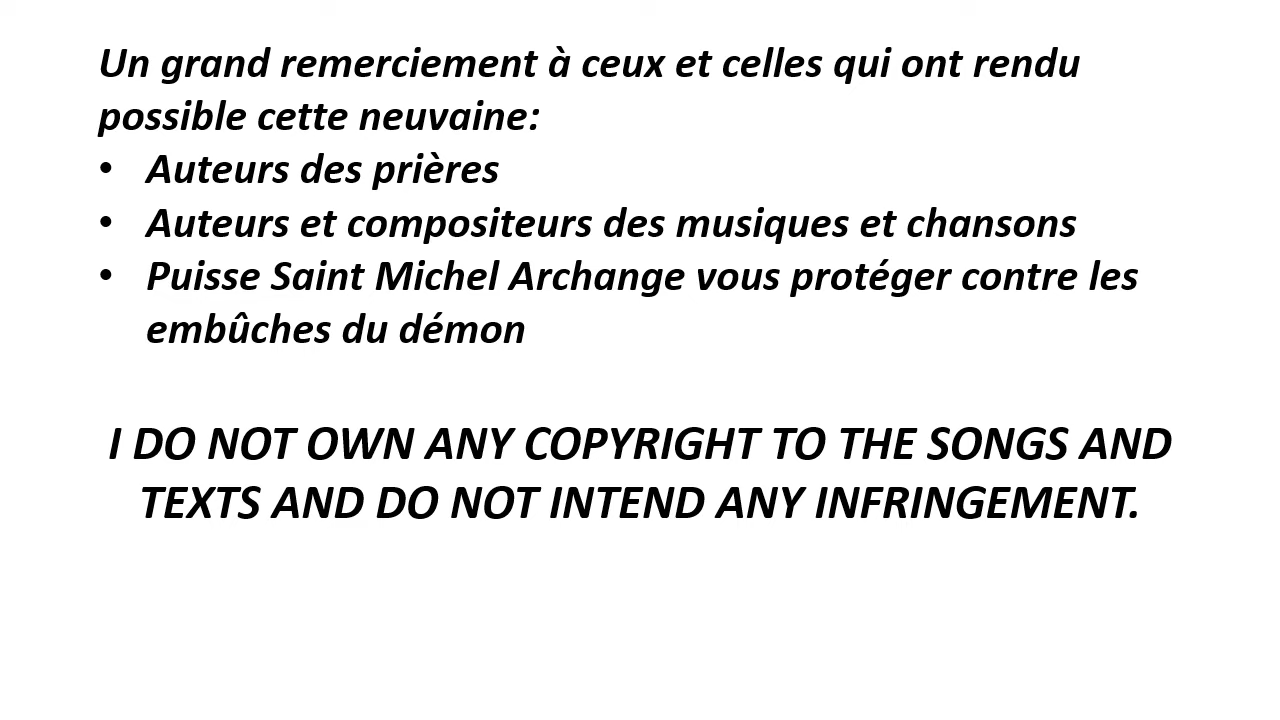 Un grand remerciement à ceux et celles qui ont rendu
possible cette neuvaine:
• Auteurs des prières
• Auteurs et compositeurs des musiques et chansons
• Puisse Saint Michel Archange vous protéger contre les
embûches du démon
I DO NOT OWN ANY COPYRIGHT TO THE SONGS AND
TEXTS AND DO NOT INTEND ANY INFRINGEMENT.